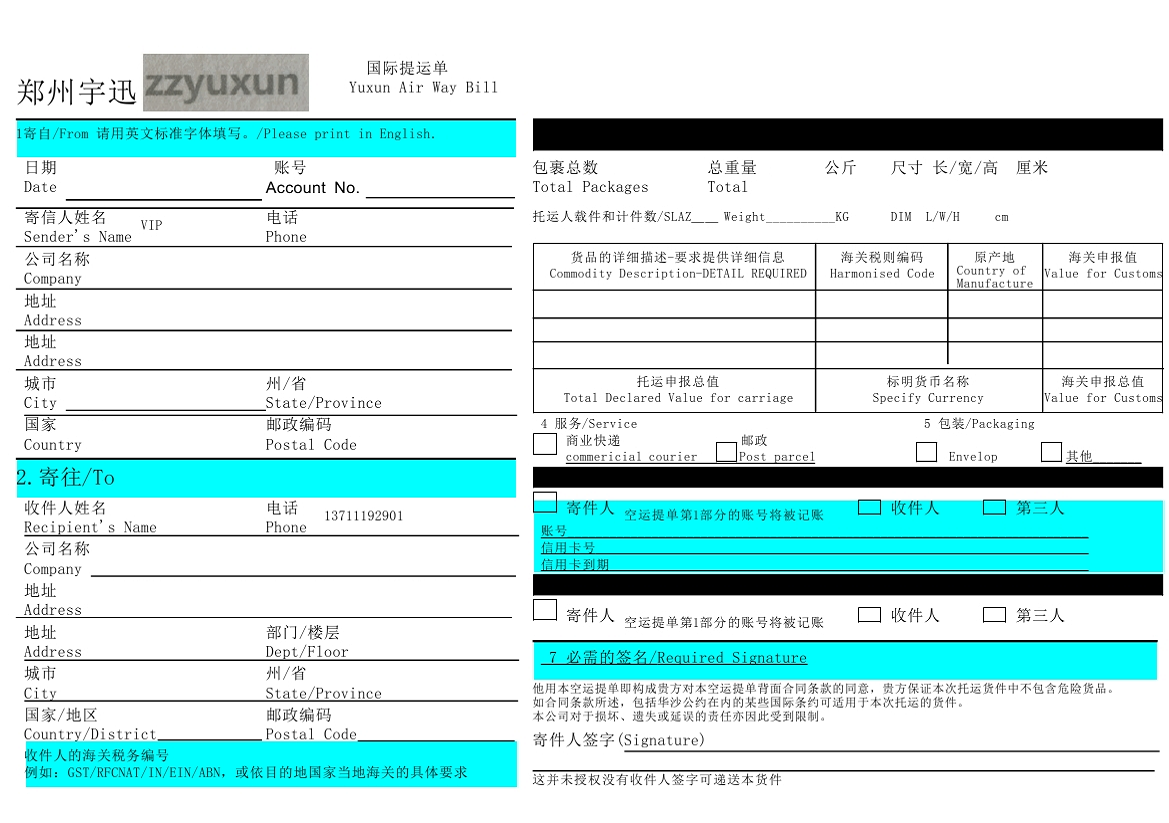 郑州宇迅
zzyuxun
国际提运单
Yuxun Air Way Bill
1寄自/From 请用英文标准字体填写。/Please print in English.
日期 账号
Date Account No.
寄信人姓名 VIP 电话
Sender's Name Phone
公司名称
Company
地址
Address
地址
Address
城市 州/省
City State/Province
国家 邮政编码
Country Postal Code
2.寄往/To
收件人姓名 电话 13711192901
Recipient's Name Phone
公司名称
Company
地址
Address
地址 部门/楼层
Address Dept/Floor
城市 州/省
City State/Province
国家/地区 邮政编码
Country/District Postal Code
收件人的海关税务编号
例如: GST/RFCNAT/IN/EIN/ABN, 或依目的地国家当地海关的具体要求
包裹总数 总重量 公斤 尺寸 长/宽/高 厘米
Total Packages Total
托运人载件和计件数/SLAZ____ Weight__________KG DIM L/W/H cm
货品的详细描述-要求提供详细信息 海关税则编码 原产地 海关申报值
Commodity Description-DETAIL REQUIRED Harmonised Code Country of Manufacture Value for Customs
托运申报总值 标明货币名称 海关申报总值
Total Declared Value for carriage Specify Currency Value for Customs
4 服务/Service 5 包装/Packaging
商业快递 邮政
commericial courier Post parcel Envelop 其他
寄件人 空运提单第1部分的账号将被记账 收件人 第三人
账号
信用卡号
信用卡到期
寄件人 空运提单第1部分的账号将被记账 收件人 第三人
7 必需的签名/Required Signature
他用本空运提单即构成贵方对本空运提单背面合同条款的同意, 贵方保证本次托运货件中不包含危险货品。
如合同条款所述, 包括华沙公约在内的某些国际条约可适用于本次托运的货件。
本公司对于损坏、遗失或延误的责任亦因此受到限制。
寄件人签字(Signature)
这并未授权没有收件人签字可递送本货件